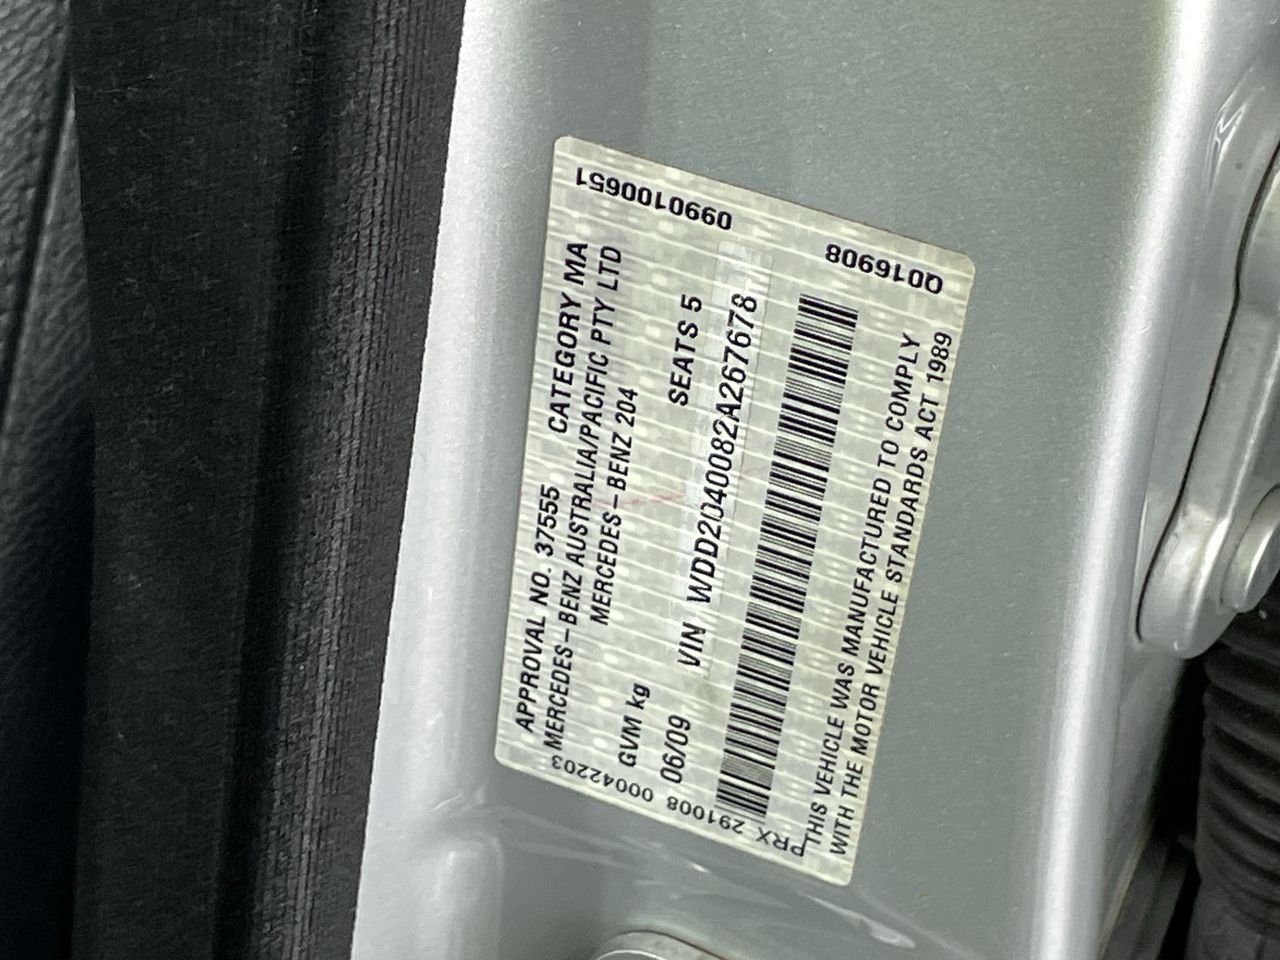 APPROVAL NO. 37555 CATEGORY MA
MERCEDES-BENZ AUSTRALIA/PACIFIC PTY LTD
MERCEDES-BENZ 204
GVM kg SEATS 5
06/09 VIN WDD2040082A267678
THIS VEHICLE WAS MANUFACTURED TO COMPLY
WITH THE MOTOR VEHICLE STANDARDS ACT 1989
0990100651
Q016908
PRX 291008 00042203